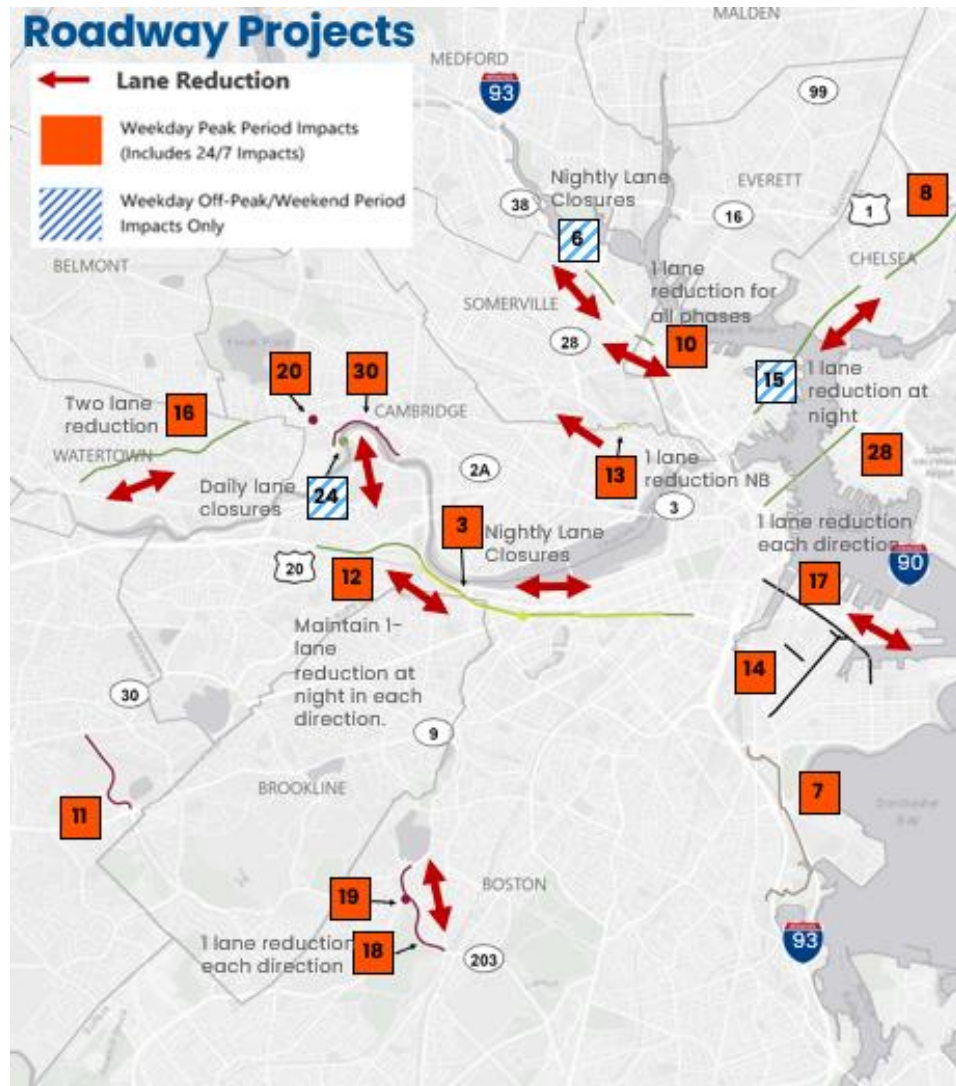 Roadway Projects
Lane Reduction
Weekday Peak Period Impacts
(Includes 24/7 Impacts)
Weekday Off-Peak/Weekend Period
Impacts Only
MALDEN
MEDFORD
93
99
Nightly Lane
Closures
EVERETT
38
16
1
8
6
BELMONT
CHELSEA
SOMERVILLE
1 lane
reduction for
all phases
28
10
15
1 lane
reduction at
night
20
30
Two lane
reduction
16
CAMBRIDGE
WATERTOWN
2A
13
1 lane
reduction NB
28
Daily lane
closures
24
3
3
Nightly Lane
Closures
1 lane reduction
each direction
90
20
12
17
Maintain 1-
lane
reduction at
night in each
direction.
14
30
9
BROOKLINE
11
7
BOSTON
19
1 lane reduction
each direction
18
203
93